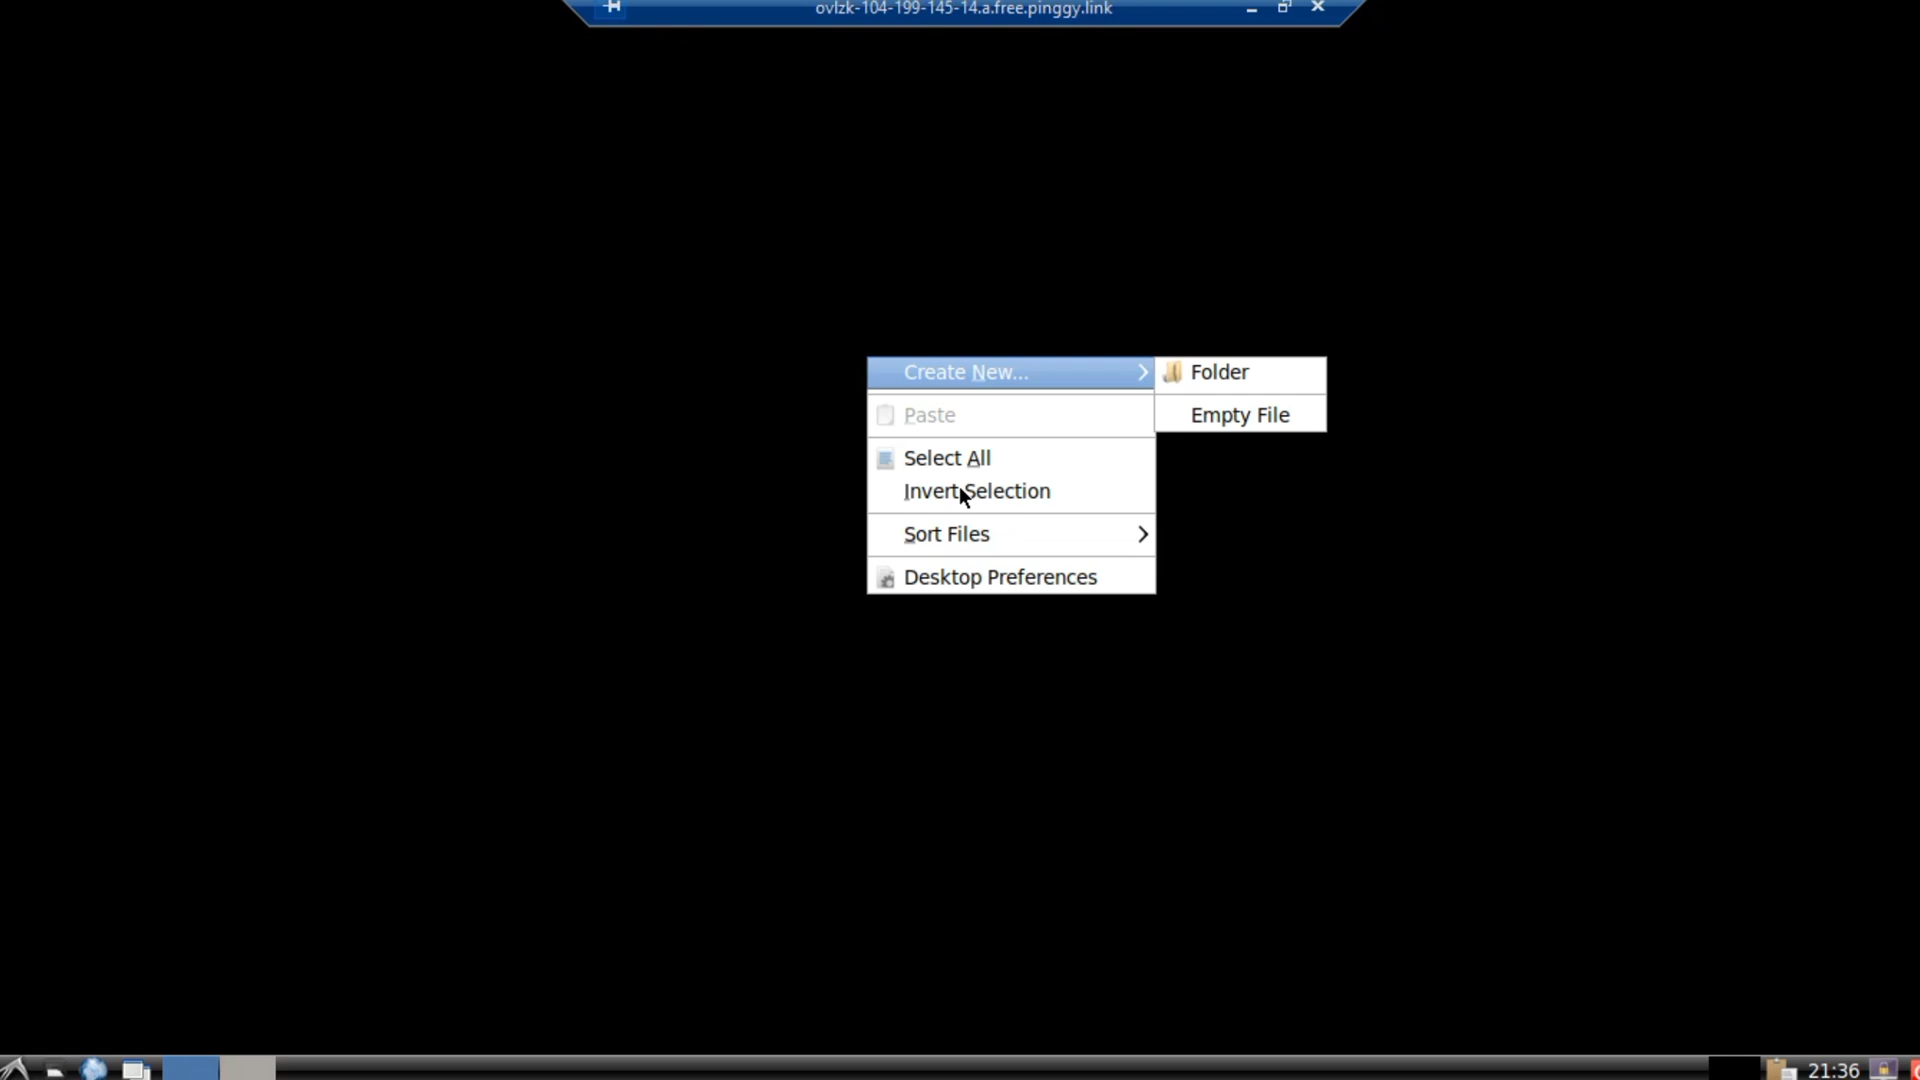 ovlzk-104-199-145-14.a.free.pinggy.link
Create New...
Folder
Paste
Empty File
Select All
Invert Selection
Sort Files
Desktop Preferences
21:36